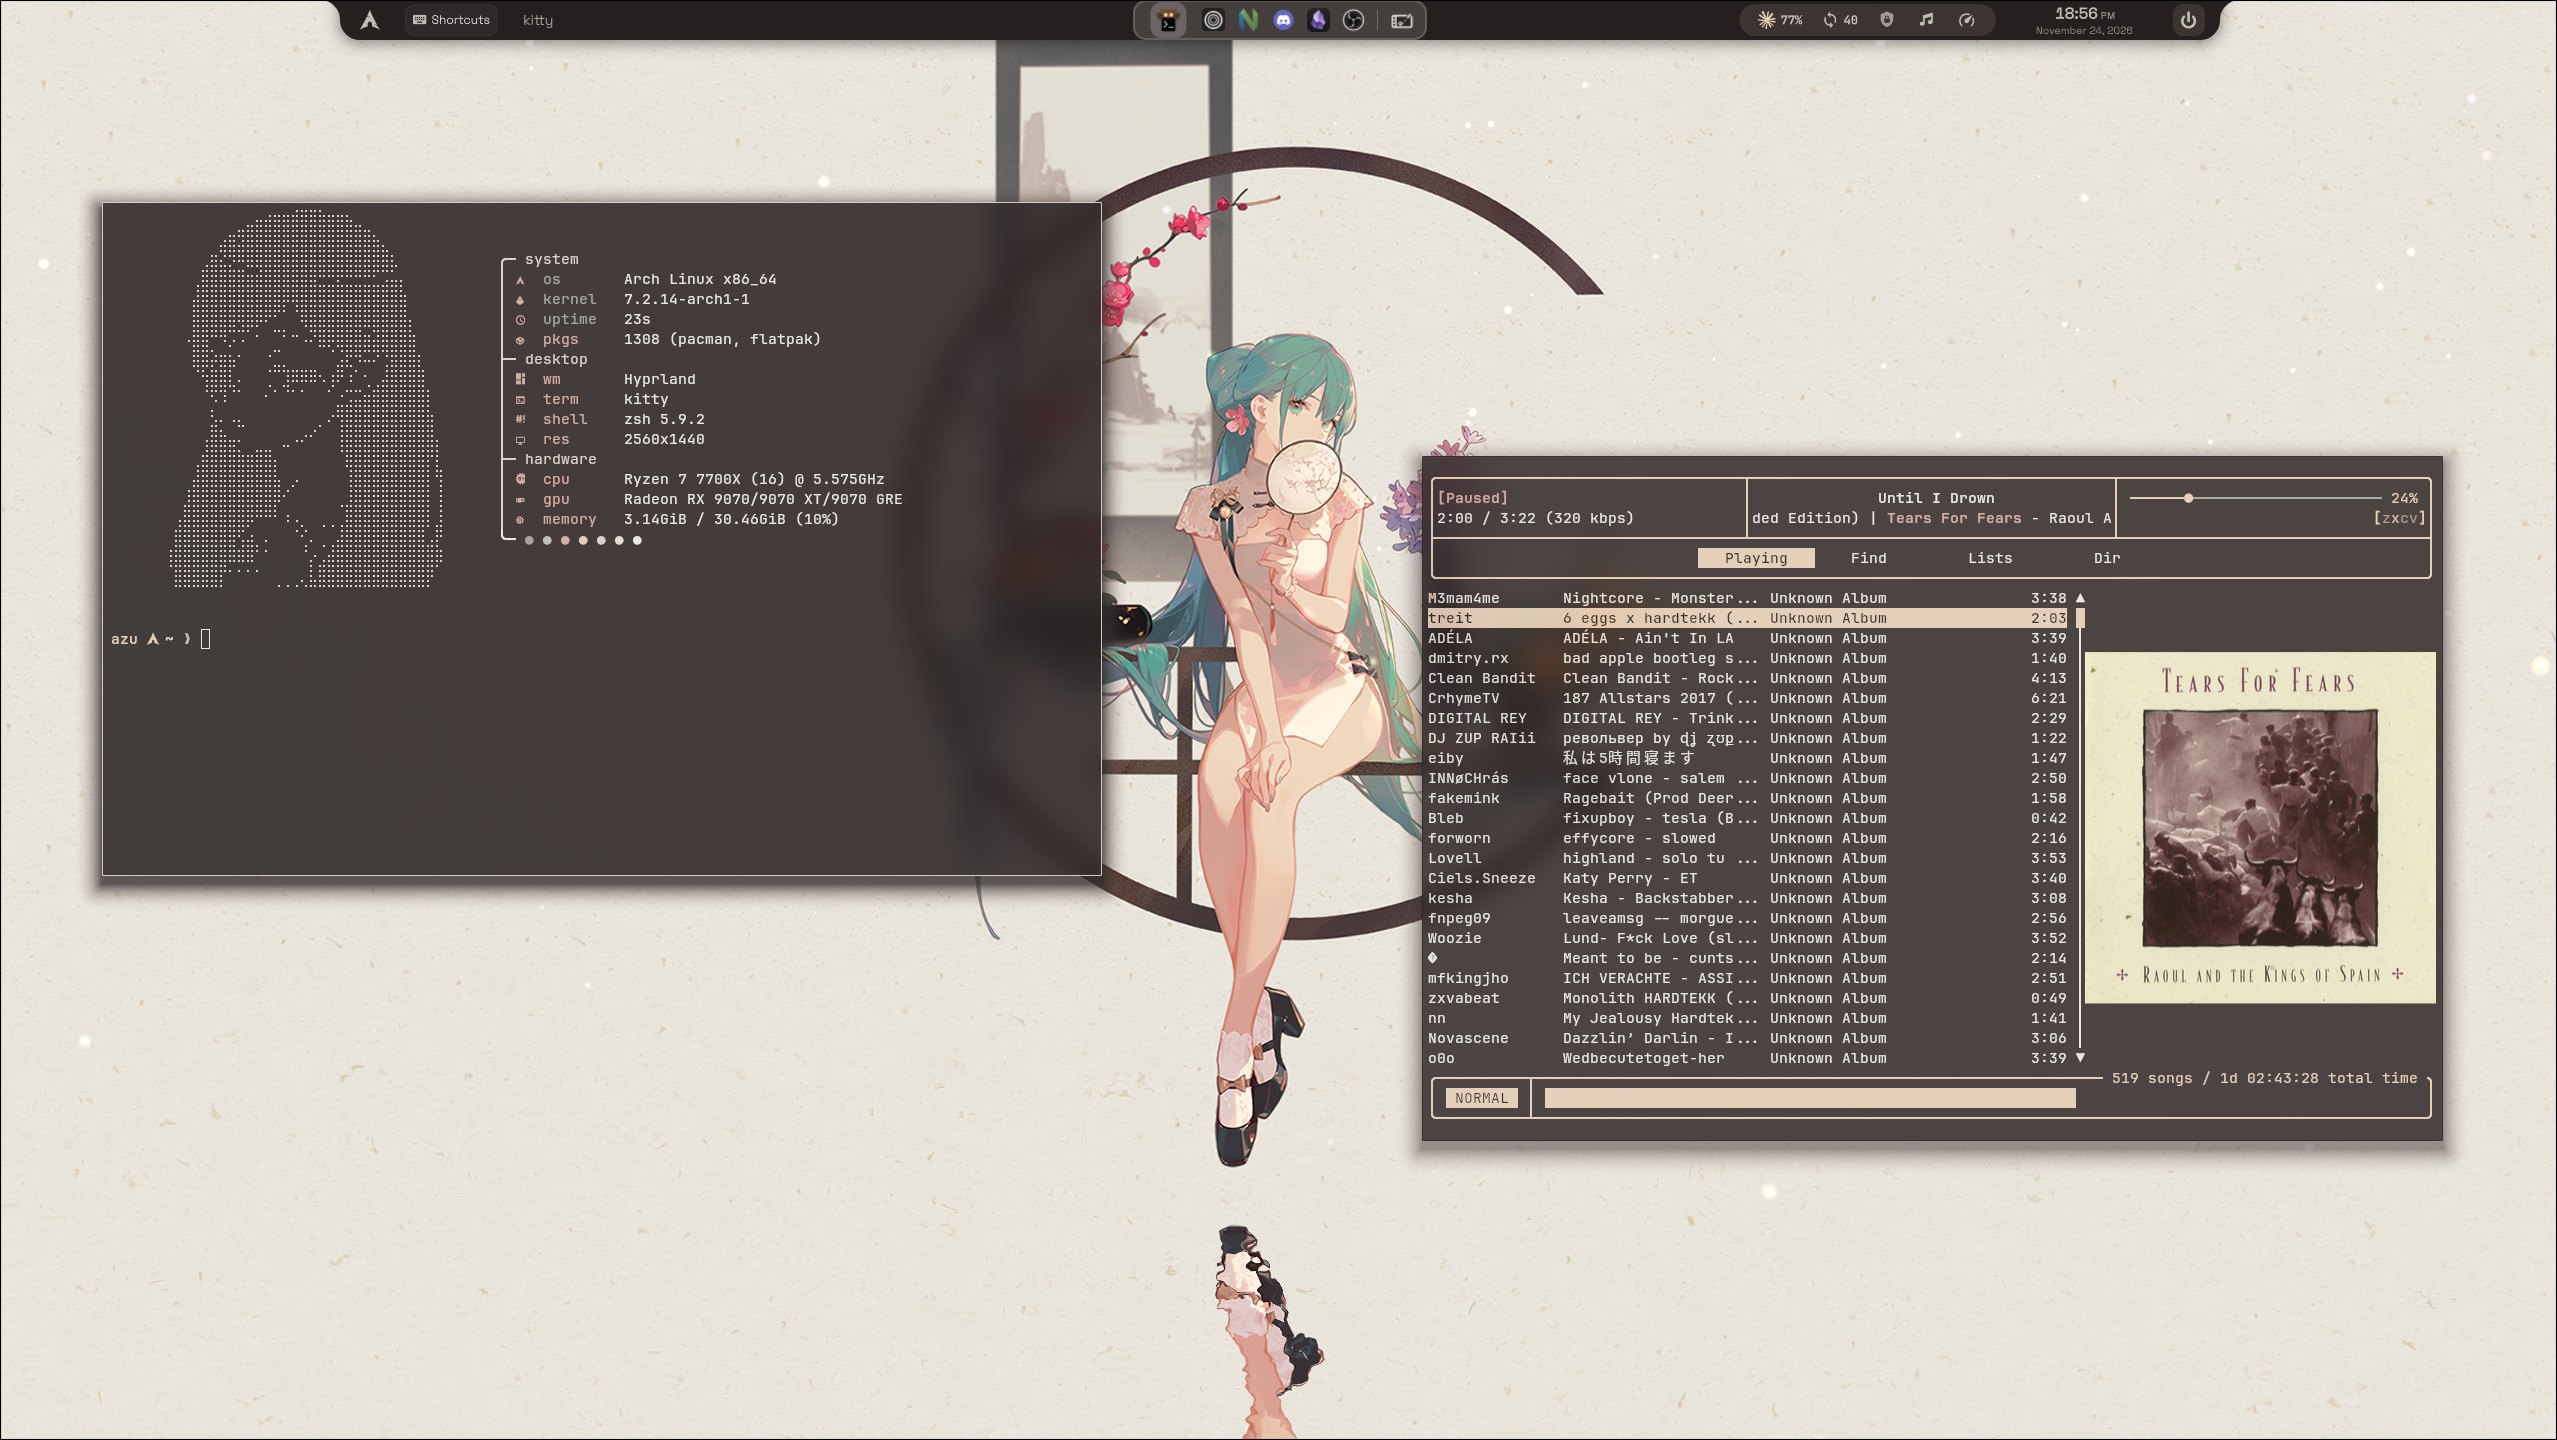 Shortcuts kitty
77% 40
18:56 PM
November 24, 2026
system
os Arch Linux x86_64
kernel 7.2.14-arch1-1
uptime 23s
pkgs 1308 (pacman, flatpak)
desktop
wm Hyprland
term kitty
shell zsh 5.9.2
res 2560x1440
hardware
cpu Ryzen 7 7700X (16) @ 5.575GHz
gpu Radeon RX 9070/9070 XT/9070 GRE
memory 3.14GiB / 30.46GiB (10%)
azu ~ ❩
[Paused] Until I Drown 24%
2:00 / 3:22 (320 kbps) ded Edition) | Tears For Fears - Raoul A [zxcv]
Playing Find Lists Dir
M3mam4me Nightcore - Monster... Unknown Album 3:38 ▲
treit 6 eggs x hardtekk (... Unknown Album 2:03
ADÉLA ADÉLA - Ain't In LA Unknown Album 3:39
dmitry.rx bad apple bootleg s... Unknown Album 1:40
Clean Bandit Clean Bandit - Rock... Unknown Album 4:13
CrhymeTV 187 Allstars 2017 (... Unknown Album 6:21
DIGITAL REY DIGITAL REY - Trink... Unknown Album 2:29
DJ ZUP RAIii револьвер by Unknown Album 1:22
eiby 私は5時間寝ます Unknown Album 1:47
INNøCHrás face vlone - salem ... Unknown Album 2:50
fakemink Ragebait (Prod Deer... Unknown Album 1:58
Bleb fixupboy - tesla (B... Unknown Album 0:42
forworn effycore - slowed Unknown Album 2:16
Lovell highland - solo tu ... Unknown Album 3:53
Ciels.Sneeze Katy Perry - ET Unknown Album 3:40
kesha Kesha - Backstabber... Unknown Album 3:08
fnpeg09 leaveamsg -- morgue... Unknown Album 2:56
Woozie Lund- F*ck Love (sl... Unknown Album 3:52
� Meant to be - cunts... Unknown Album 2:14
mfkingjho ICH VERACHTE - ASSI... Unknown Album 2:51
zxvabeat Monolith HARDTEKK (... Unknown Album 0:49
nn My Jealousy Hardtek... Unknown Album 1:41
Novascene Dazzlin’ Darlin - I... Unknown Album 3:06
o0o Wedbecutetoget-her Unknown Album 3:39 ▼
TEARS FOR FEARS
RAOUL AND THE KINGS OF SPAIN
519 songs / 1d 02:43:28 total time
NORMAL